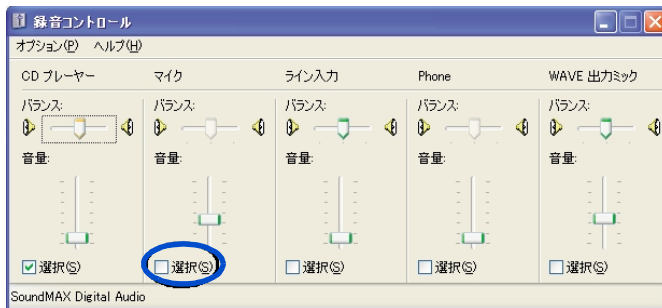 録音コントロール
オプション(P) ヘルプ(H)
CD プレーヤー マイク ライン入力 Phone WAVE 出力ミック
バランス: バランス: バランス: バランス: バランス:
音量: 音量: 音量: 音量: 音量:
選択(S) 選択(S) 選択(S) 選択(S) 選択(S)
SoundMAX Digital Audio